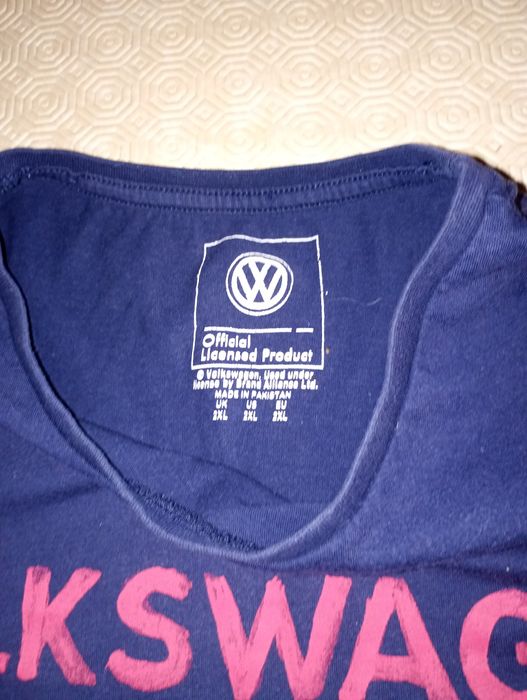 Official
Licensed Product
© Volkswagen. Used under
license by Brand Alliance Ltd.
MADE IN PAKISTAN
UK US EU
2XL 2XL 2XL
LKSWAG